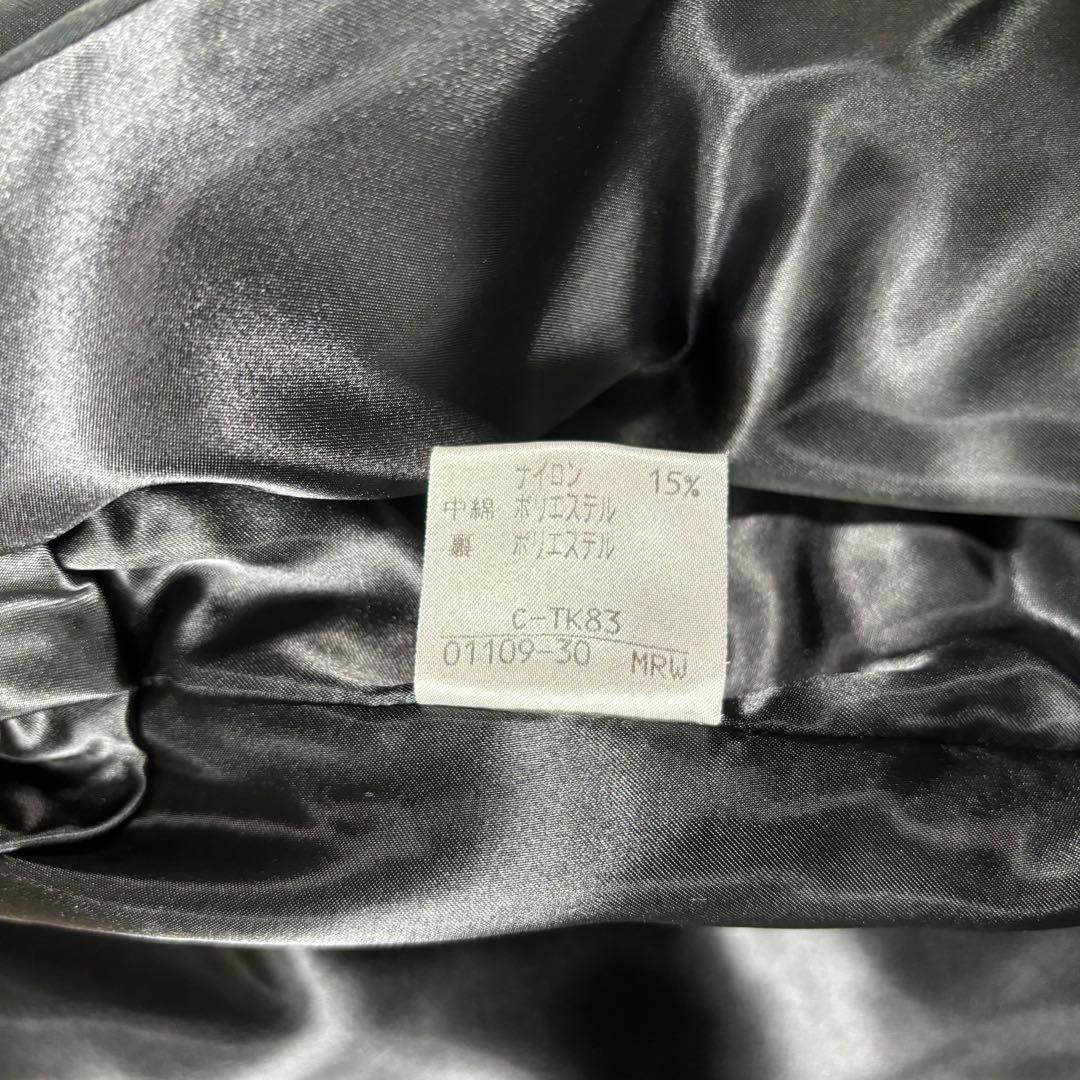 ナイロン 15%
中綿 ポリエステル
裏 ポリエステル
C-TK83
01109-30 MRW